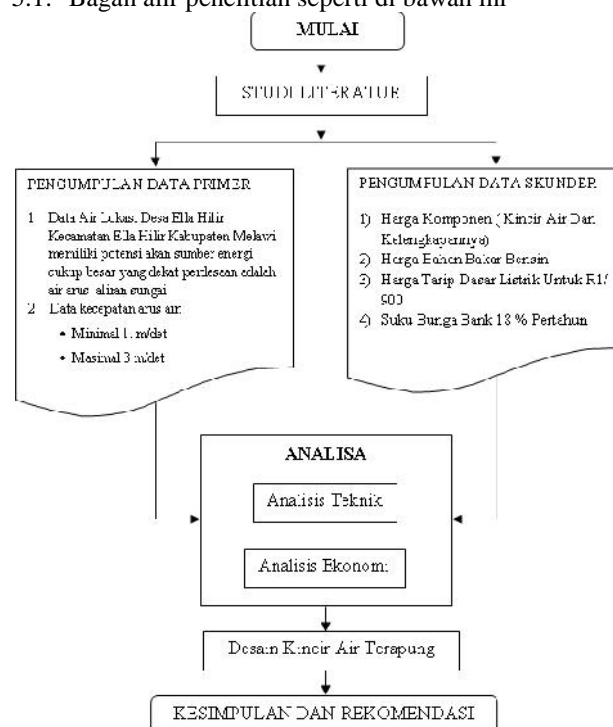 3.1. Bagan alir penelitian seperti di bawah ini
MULAI
STUDI LITERATUR
PENGUMPULAN DATA PRIMER
1 Data Air Lokasi Desa Ella Hilir
Kecamatan Ella Hilir Kabupaten Melawi
memiliki potensi akan sumber energi
cukup besar yang dekat perdesaan adalah
air arus aliran sungai
2 Data kecepatan arus air
• Minimal 1 m/det
• Masimal 3 m/det
PENGUMPULAN DATA SKUNDER
1) Harga Komponen ( Kincir Air Dan
Kelengkapannya)
2) Harga Bahan Bakar Bensin
3) Harga Tarip Dasar Listrik Untuk R1/
900
4) Suku Bunga Bank 18 % Pertahun
ANALISA
Analisis Teknik
Analisis Ekonomi
Desain Kincir Air Terapung
KESIMPULAN DAN REKOMENDASI